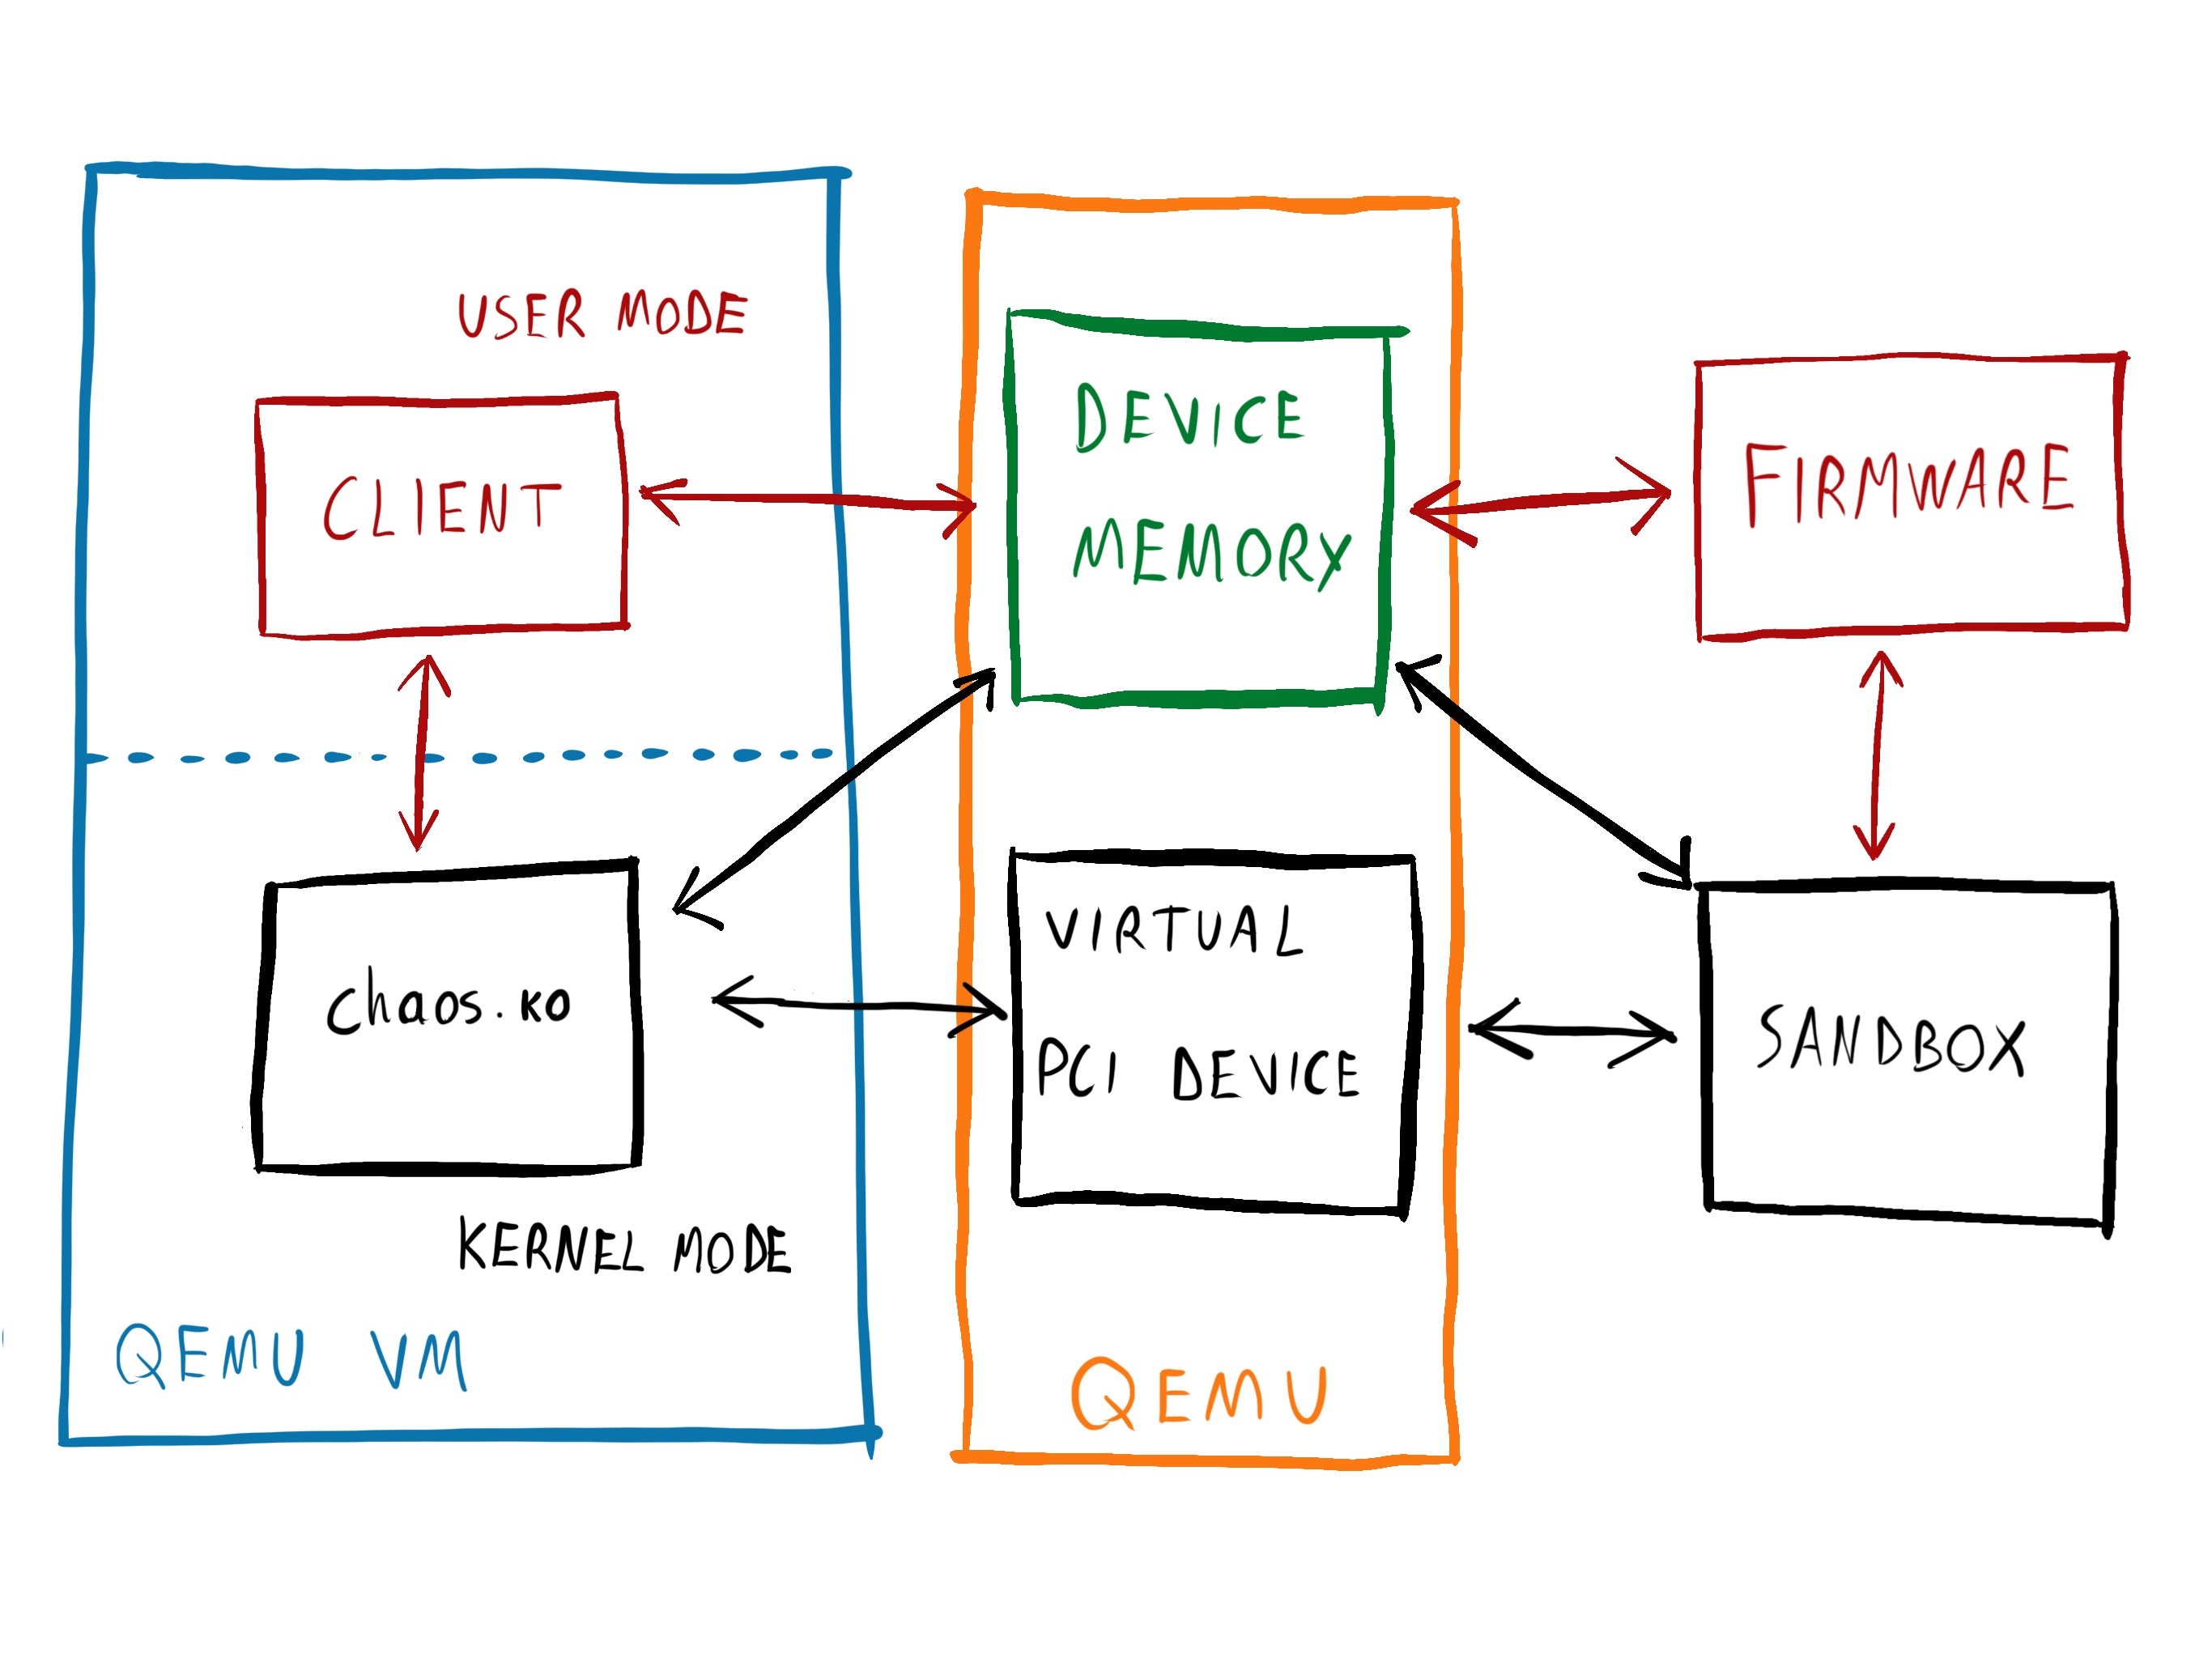 USER MODE
CLIENT
chaos.ko
KERNEL MODE
QEMU VM
DEVICE
MEMORY
VIRTUAL
PCI DEVICE
QEMU
FIRMWARE
SANDBOX